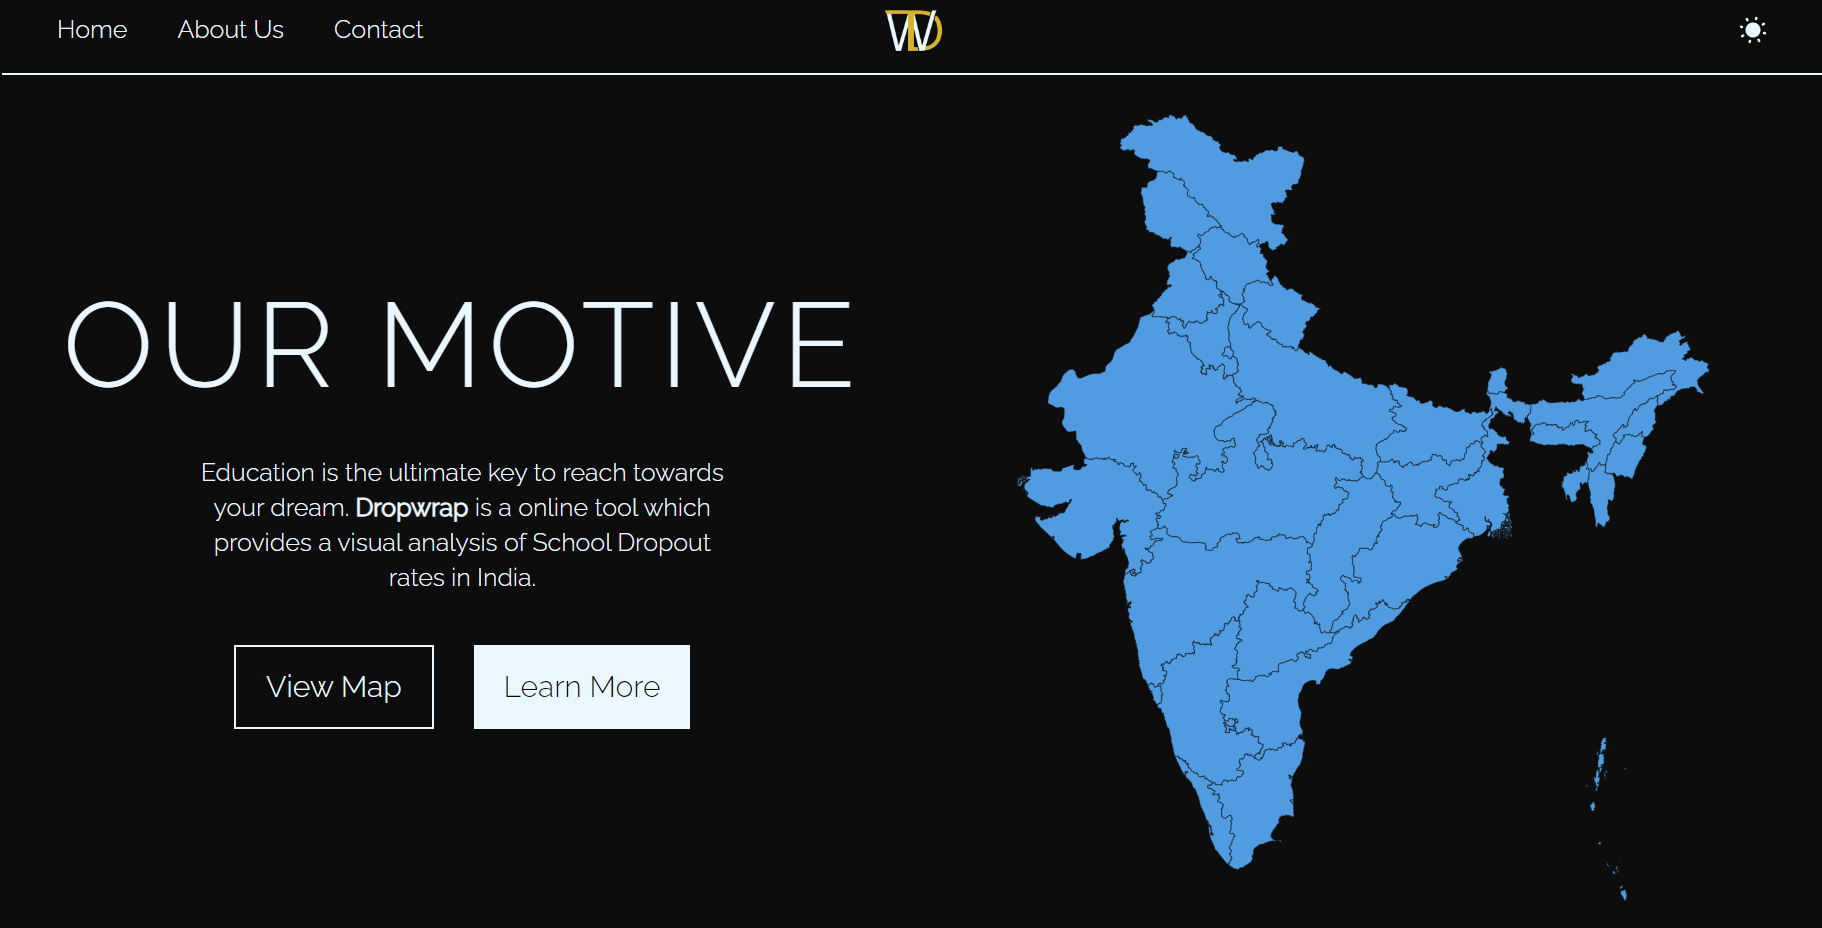 Home
About Us
Contact
OUR MOTIVE
Education is the ultimate key to reach towards
your dream. Dropwrap is a online tool which
provides a visual analysis of School Dropout
rates in India.
View Map
Learn More